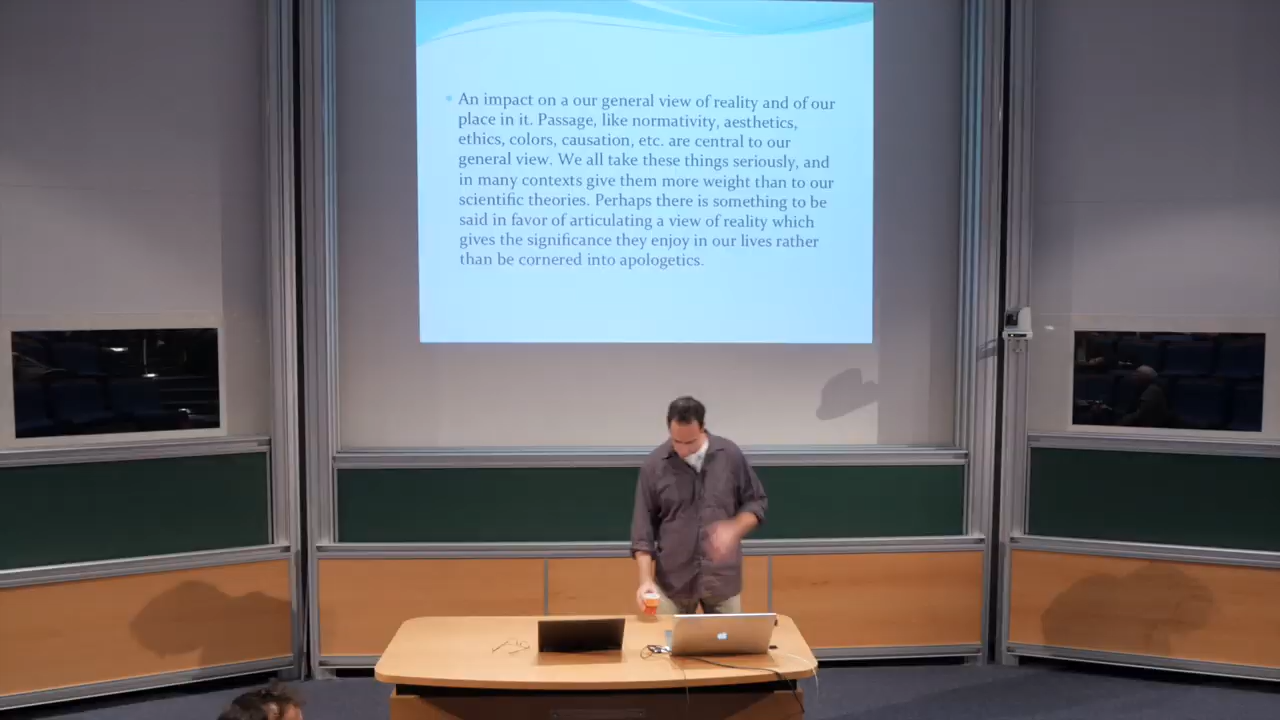 An impact on a our general view of reality and of our
place in it. Passage, like normativity, aesthetics,
ethics, colors, causation, etc. are central to our
general view. We all take these things seriously, and
in many contexts give them more weight than to our
scientific theories. Perhaps there is something to be
said in favor of articulating a view of reality which
gives the significance they enjoy in our lives rather
than be cornered into apologetics.